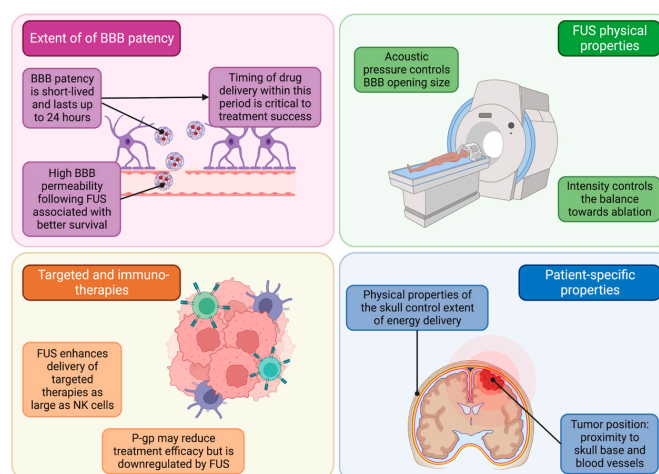 Extent of of BBB patency
BBB patency
is short-lived
and lasts up
to 24 hours
Timing of drug
delivery within this
period is critical to
treatment success
High BBB
permeability
following FUS
associated with
better survival
FUS physical
properties
Acoustic
pressure controls
BBB opening size
Intensity controls
the balance
towards ablation
Targeted and immuno-
therapies
FUS enhances
delivery of
targeted
therapies as
large as NK cells
P-gp may reduce
treatment efficacy but is
downregulated by FUS
Patient-specific
properties
Physical properties of
the skull control extent
of energy delivery
Tumor position:
proximity to
skull base and
blood vessels